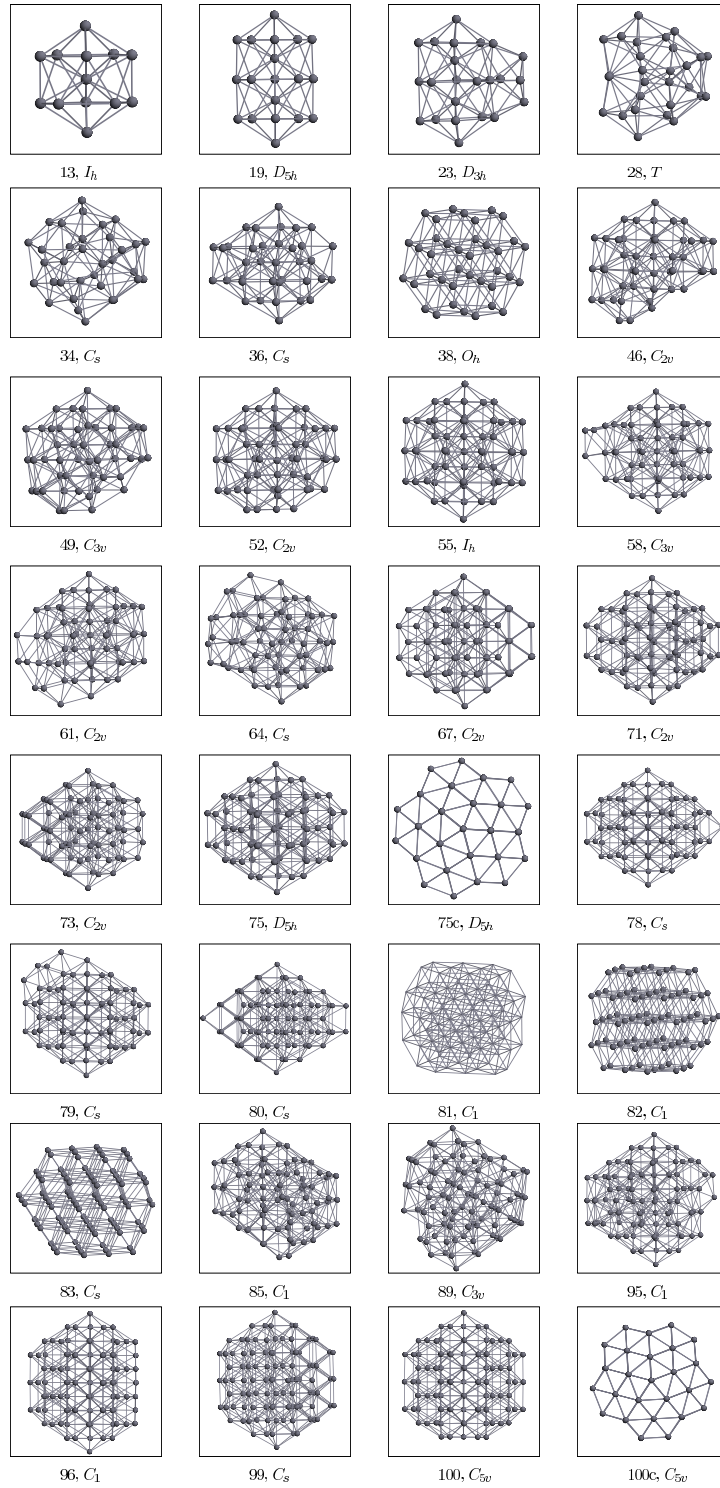 13, I_h 19, D_5h 23, D_3h 28, T
34, C_s 36, C_s 38, O_h 46, C_2v
49, C_3v 52, C_2v 55, I_h 58, C_3v
61, C_2v 64, C_s 67, C_2v 71, C_2v
73, C_2v 75, D_5h 75c, D_5h 78, C_s
79, C_s 80, C_s 81, C_1 82, C_1
83, C_s 85, C_1 89, C_3v 95, C_1
96, C_1 99, C_s 100, C_5v 100c, C_5v